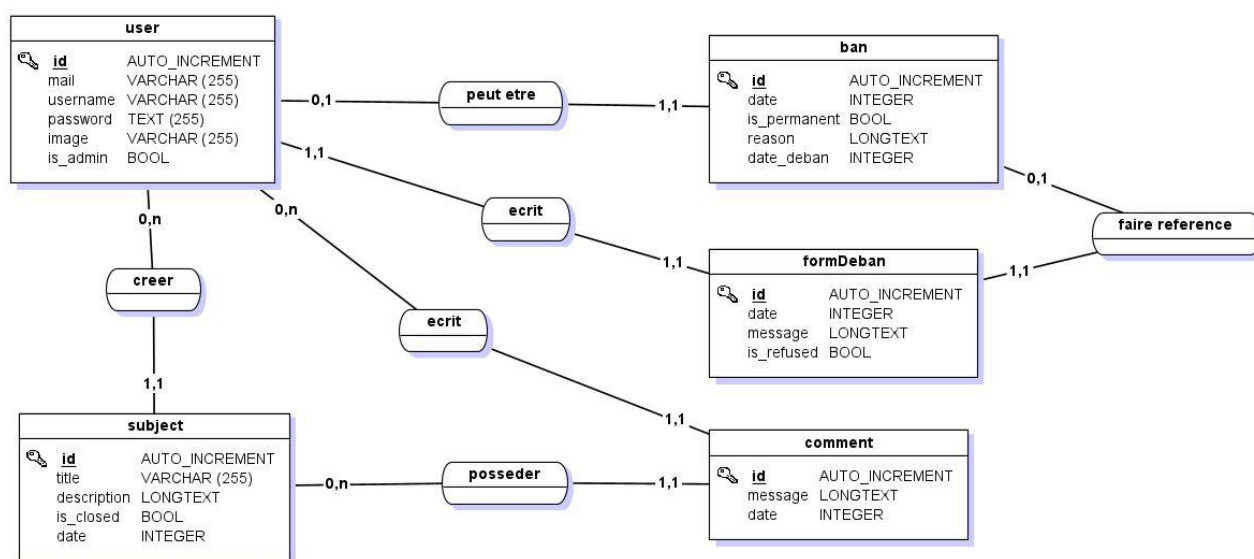 user
id AUTO_INCREMENT
mail VARCHAR (255)
username VARCHAR (255)
password TEXT (255)
image VARCHAR (255)
is_admin BOOL
0,1
peut etre
1,1
ban
id AUTO_INCREMENT
date INTEGER
is_permanent BOOL
reason LONGTEXT
date_deban INTEGER
1,1
ecrit
1,1
0,1
faire reference
1,1
formDeban
id AUTO_INCREMENT
date INTEGER
message LONGTEXT
is_refused BOOL
0,n
creer
1,1
0,n
ecrit
1,1
subject
id AUTO_INCREMENT
title VARCHAR (255)
description LONGTEXT
is_closed BOOL
date INTEGER
0,n
posseder
1,1
comment
id AUTO_INCREMENT
message LONGTEXT
date INTEGER